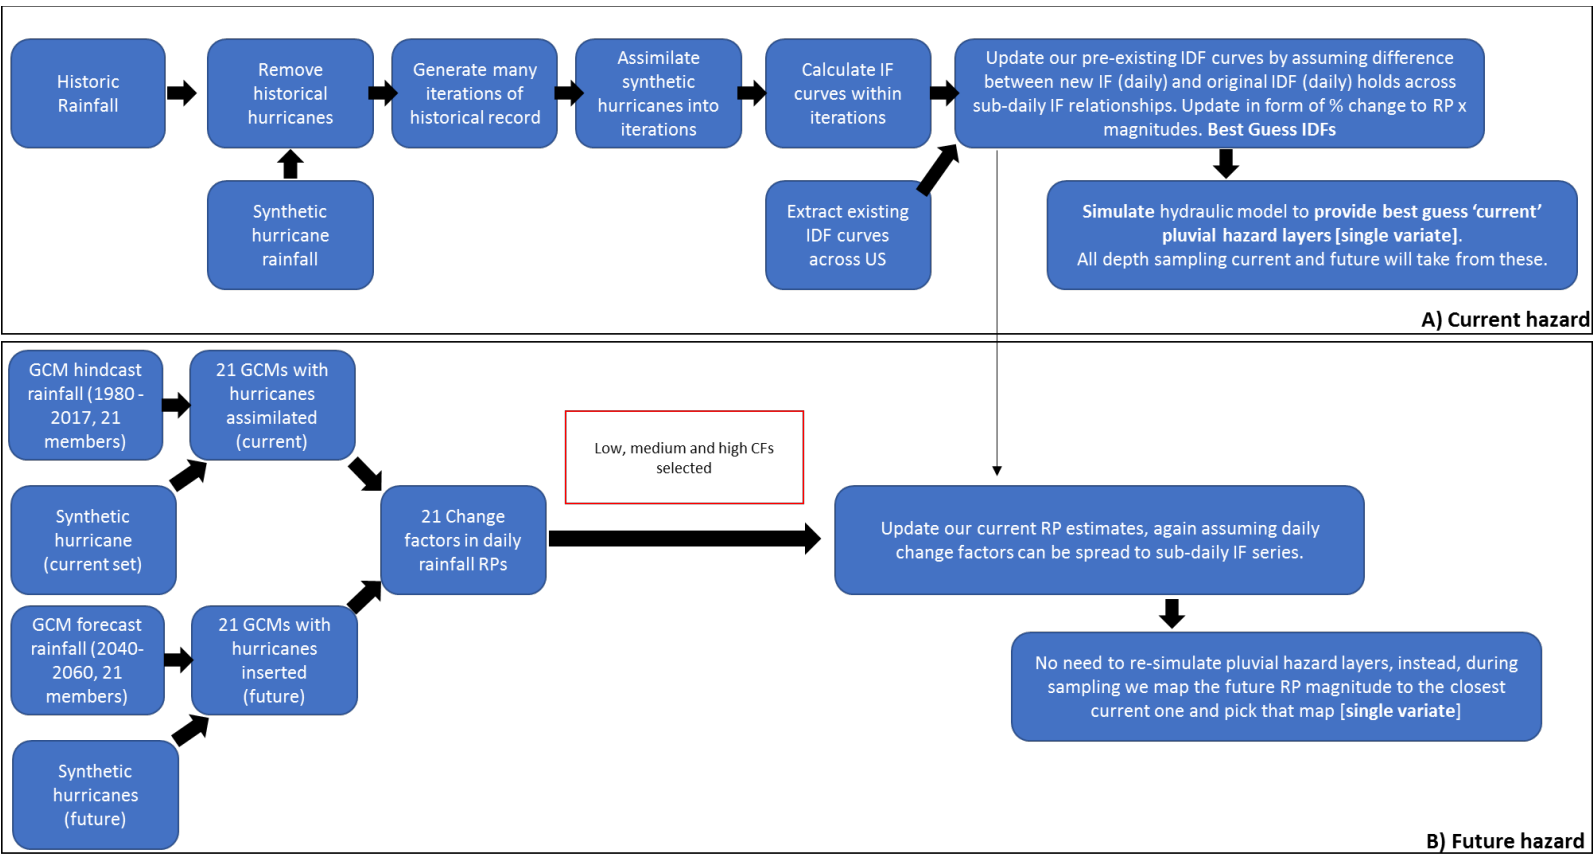 Historic
Rainfall
Remove
historical
hurricanes
Generate many
iterations of
historical record
Assimilate
synthetic
hurricanes into
iterations
Calculate IF
curves within
iterations
Update our pre-existing IDF curves by assuming difference
between new IF (daily) and original IDF (daily) holds across
sub-daily IF relationships. Update in form of % change to RP x
magnitudes. Best Guess IDFs
Synthetic
hurricane
rainfall
Extract existing
IDF curves
across US
Simulate hydraulic model to provide best guess ‘current’
pluvial hazard layers [single variate].
All depth sampling current and future will take from these.
A) Current hazard
GCM hindcast
rainfall (1980 -
2017, 21
members)
21 GCMs with
hurricanes
assimilated
(current)
Synthetic
hurricane
(current set)
21 Change
factors in daily
rainfall RPs
Low, medium and high CFs
selected
Update our current RP estimates, again assuming daily
change factors can be spread to sub-daily IF series.
GCM forecast
rainfall (2040-
2060, 21
members)
21 GCMs with
hurricanes
inserted
(future)
No need to re-simulate pluvial hazard layers, instead, during
sampling we map the future RP magnitude to the closest
current one and pick that map [single variate]
Synthetic
hurricanes
(future)
B) Future hazard